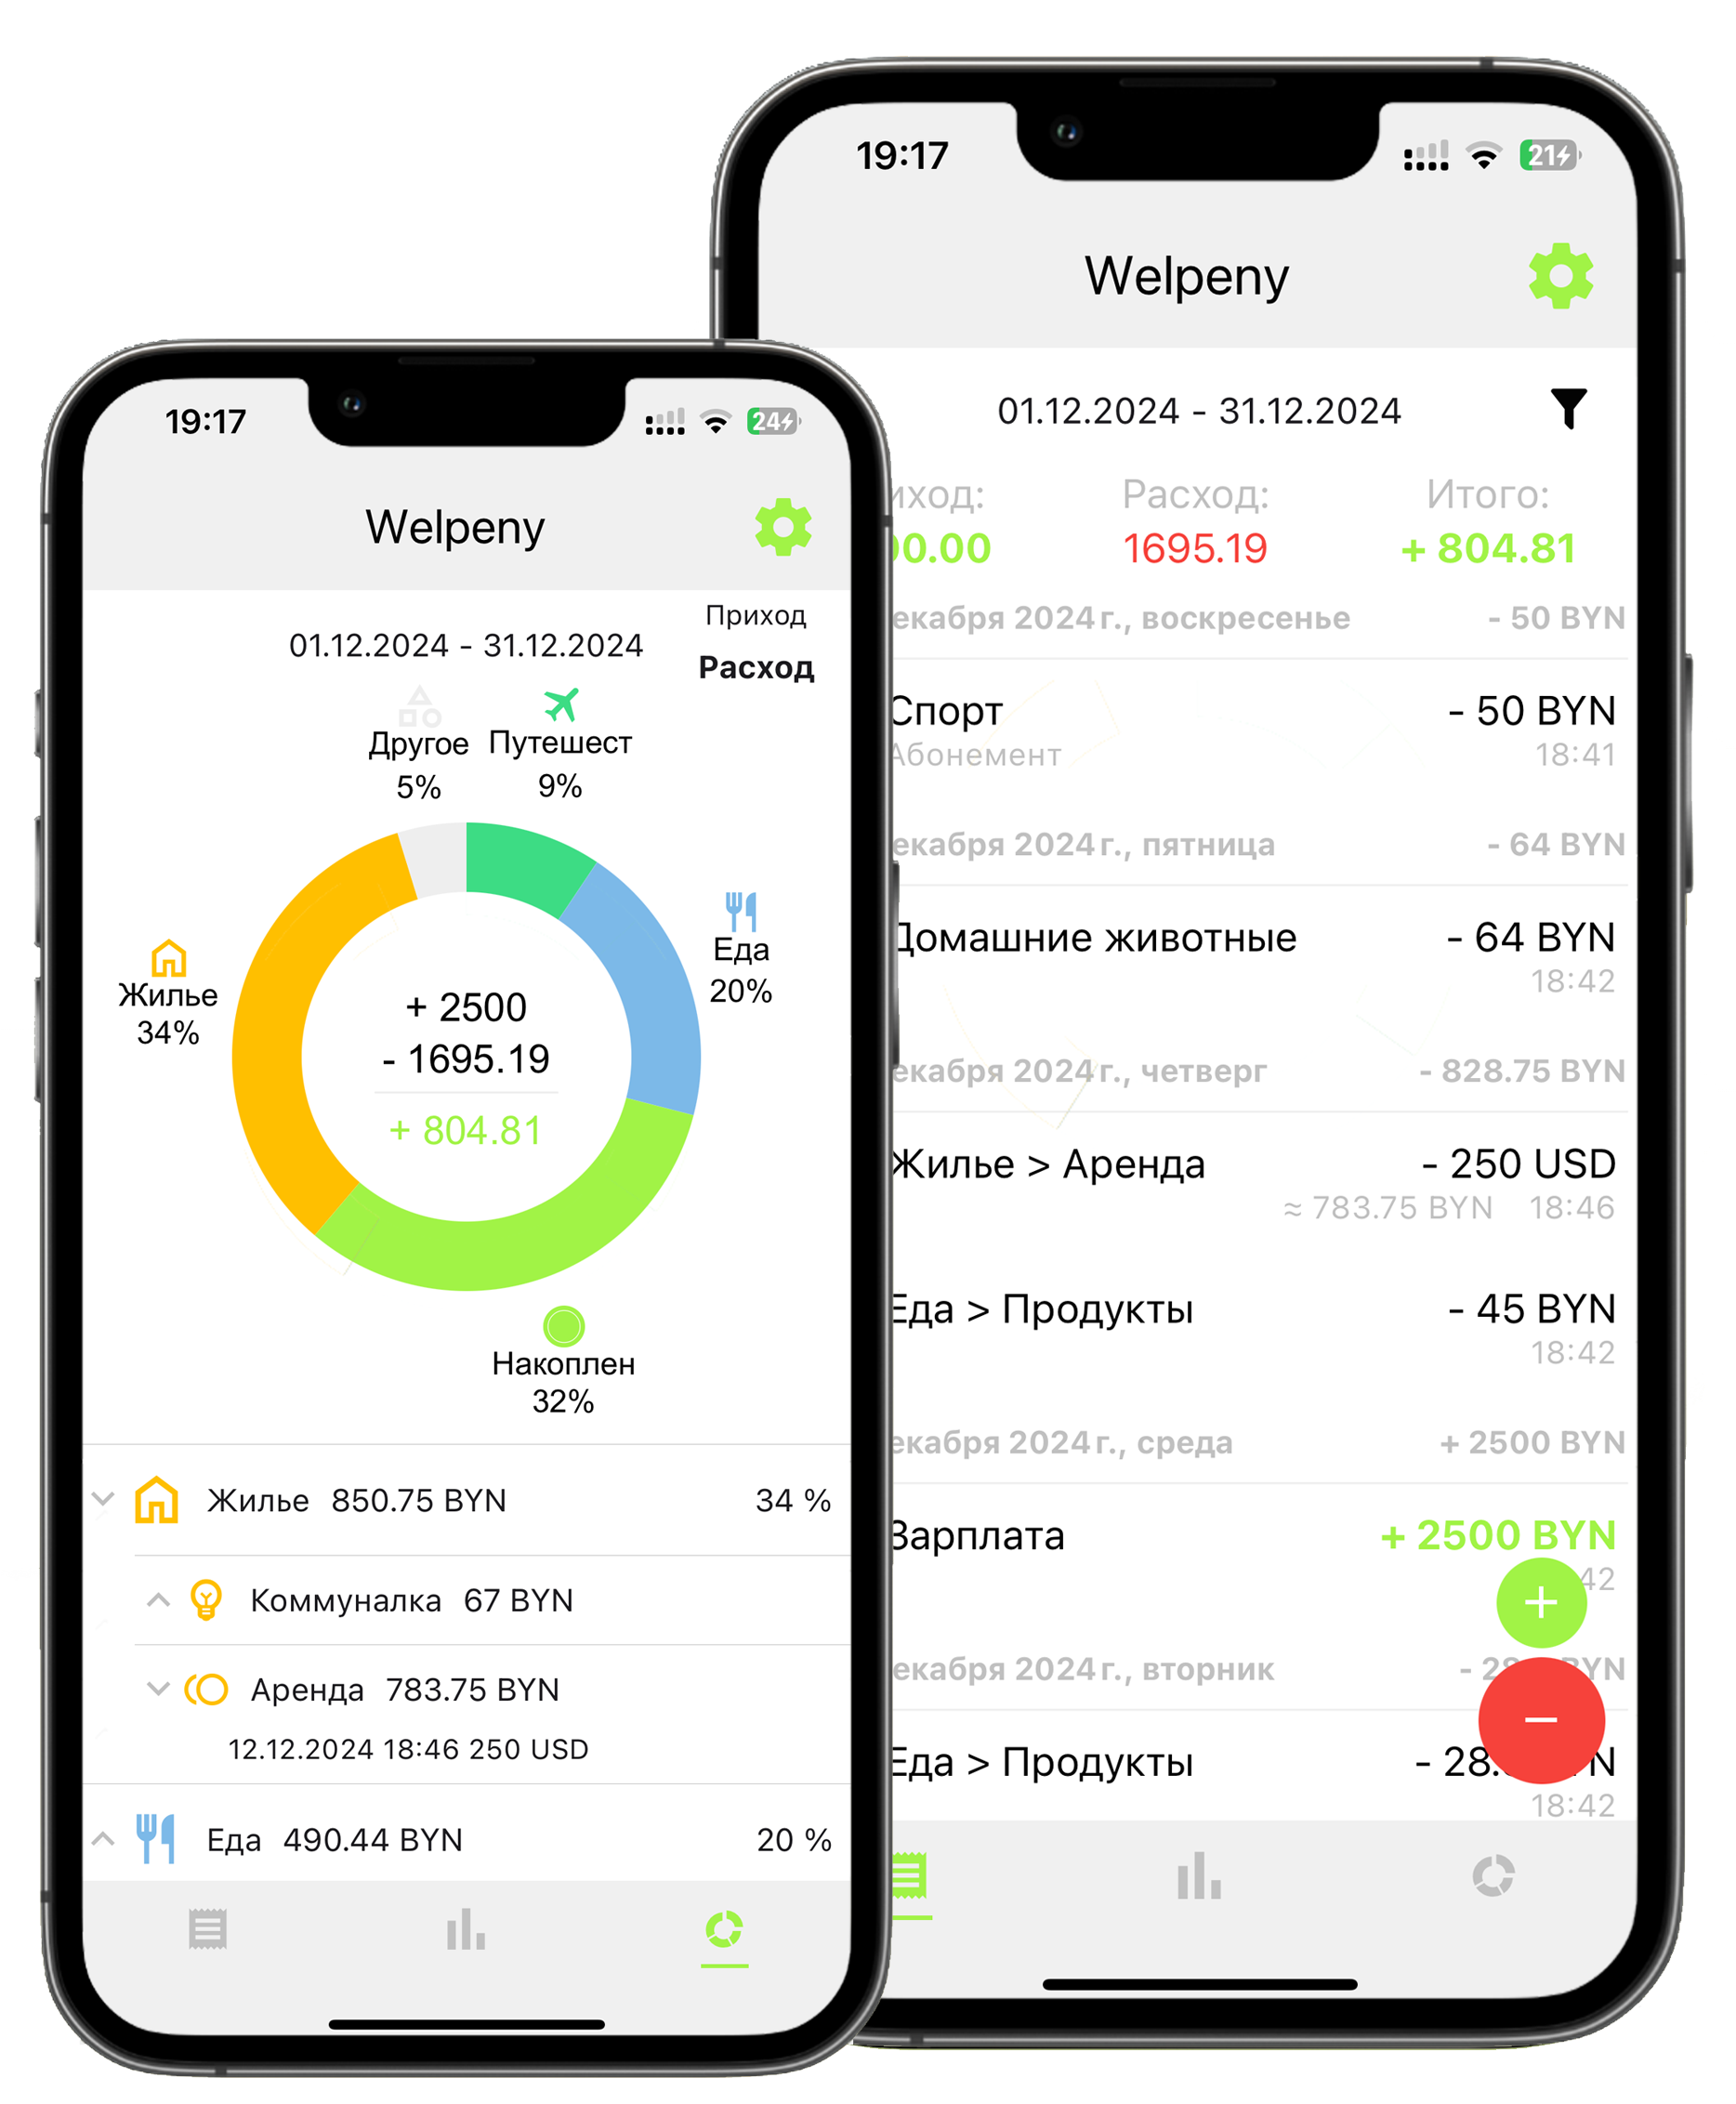 19:17
24
Welpeny
Приход
01.12.2024 - 31.12.2024
Расход
Другое
5%
Путешест
9%
Еда
20%
Жилье
34%
+ 2500
- 1695.19
+ 804.81
Накоплен
32%
Жилье 850.75 BYN 34 %
Коммуналка 67 BYN
Аренда 783.75 BYN
12.12.2024 18:46 250 USD
Еда 490.44 BYN 20 %
19:17
21
Welpeny
01.12.2024 - 31.12.2024
иход: Расход: Итого:
00.00 1695.19 + 804.81
екабря 2024 г., воскресенье - 50 BYN
Спорт - 50 BYN
Абонемент 18:41
екабря 2024 г., пятница - 64 BYN
Домашние животные - 64 BYN
18:42
екабря 2024 г., четверг - 828.75 BYN
Жилье > Аренда - 250 USD
≈ 783.75 BYN 18:46
Еда > Продукты - 45 BYN
18:42
екабря 2024 г., среда + 2500 BYN
Зарплата + 2500 BYN
42
екабря 2024 г., вторник - 28 YN
Еда > Продукты - 28. N
18:42